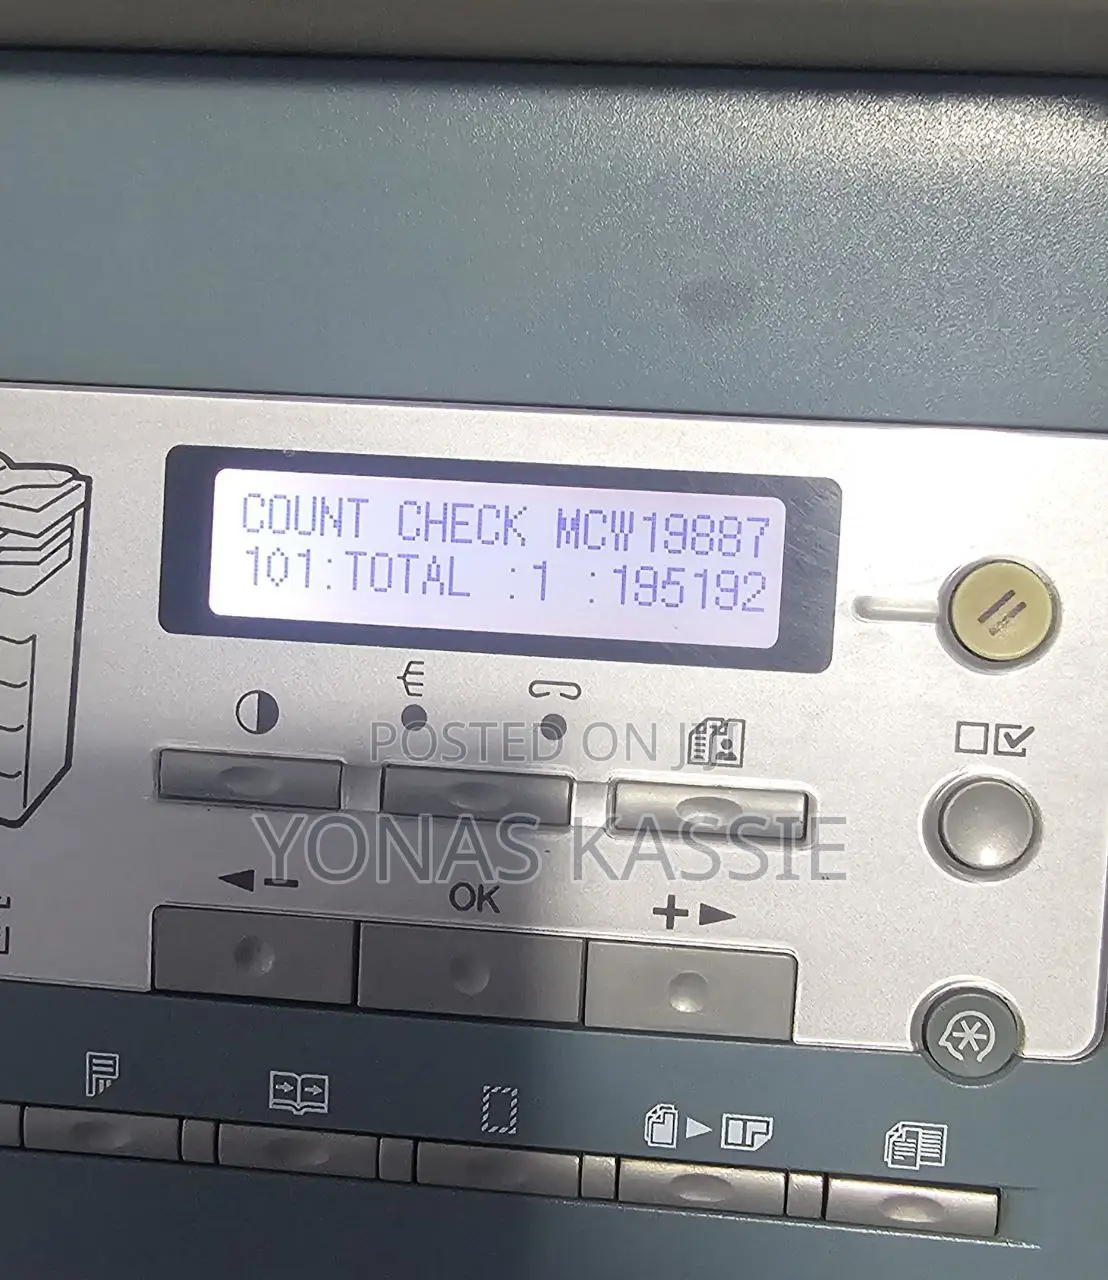 COUNT CHECK MCW19887
101:TOTAL :1 :195192
POSTED ON JIJI
YONAS KASSIE
OK